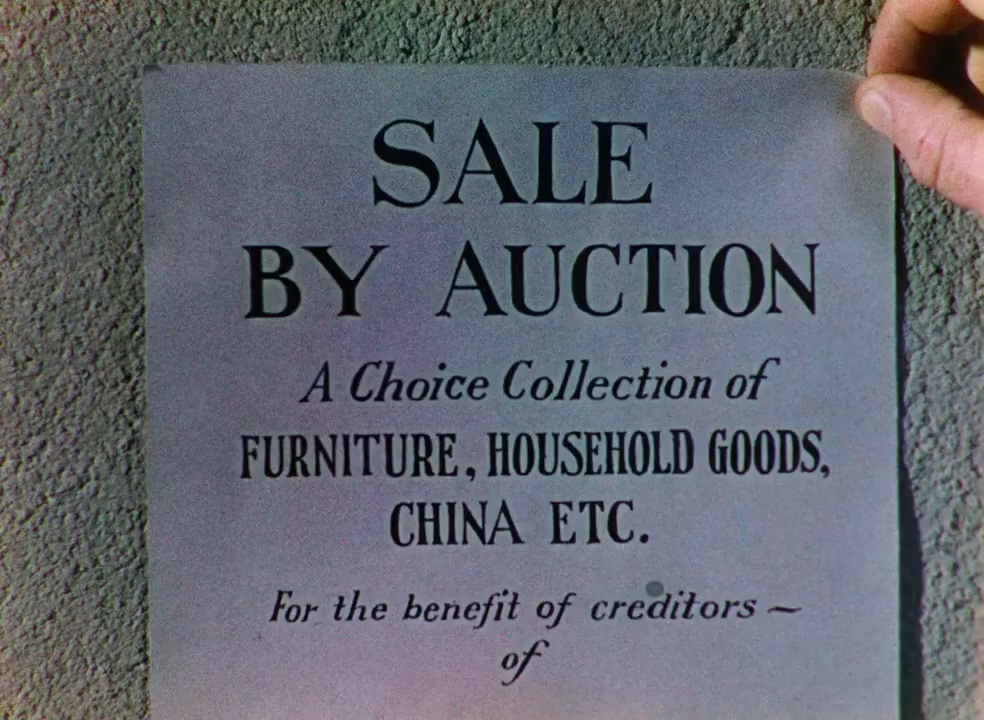 SALE
BY AUCTION
A Choice Collection of
FURNITURE, HOUSEHOLD GOODS,
CHINA ETC.
For the benefit of creditors —
of